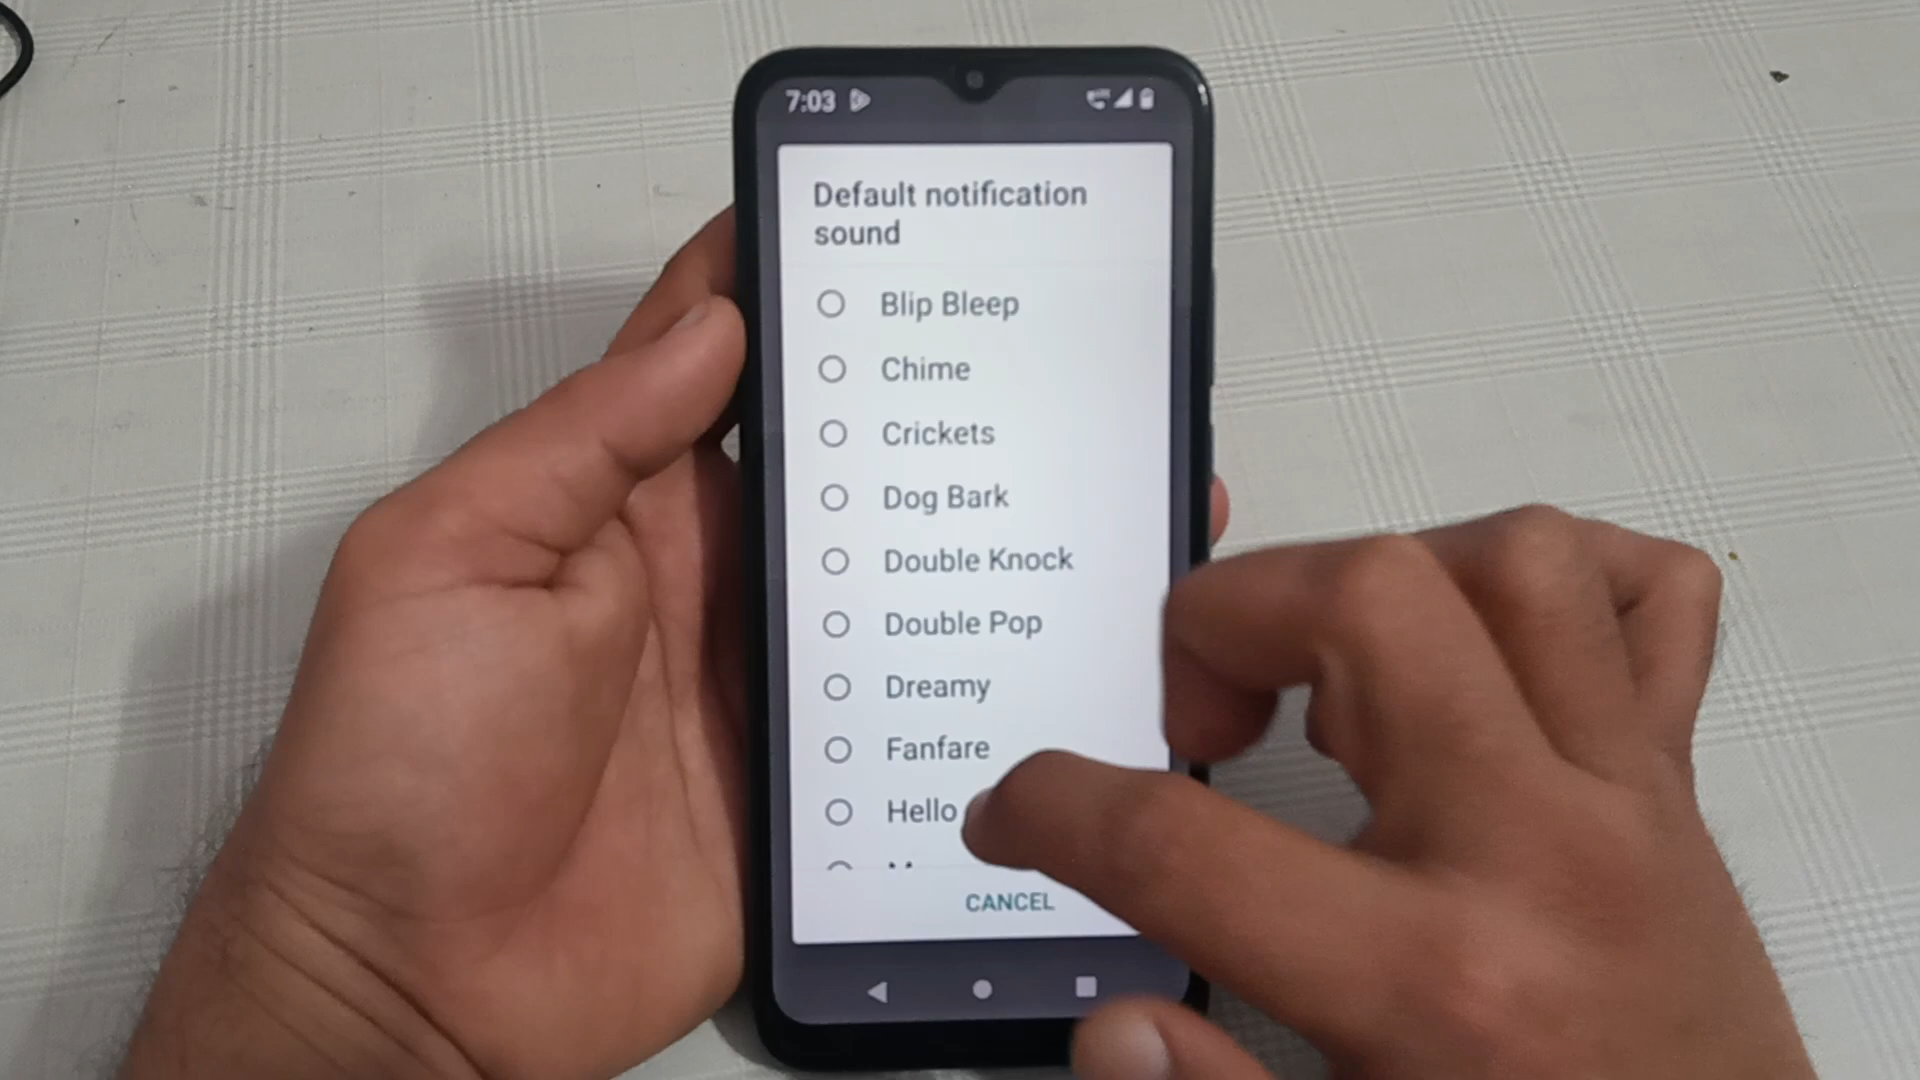 7:03
Default notification
sound
Blip Bleep
Chime
Crickets
Dog Bark
Double Knock
Double Pop
Dreamy
Fanfare
Hello
CANCEL